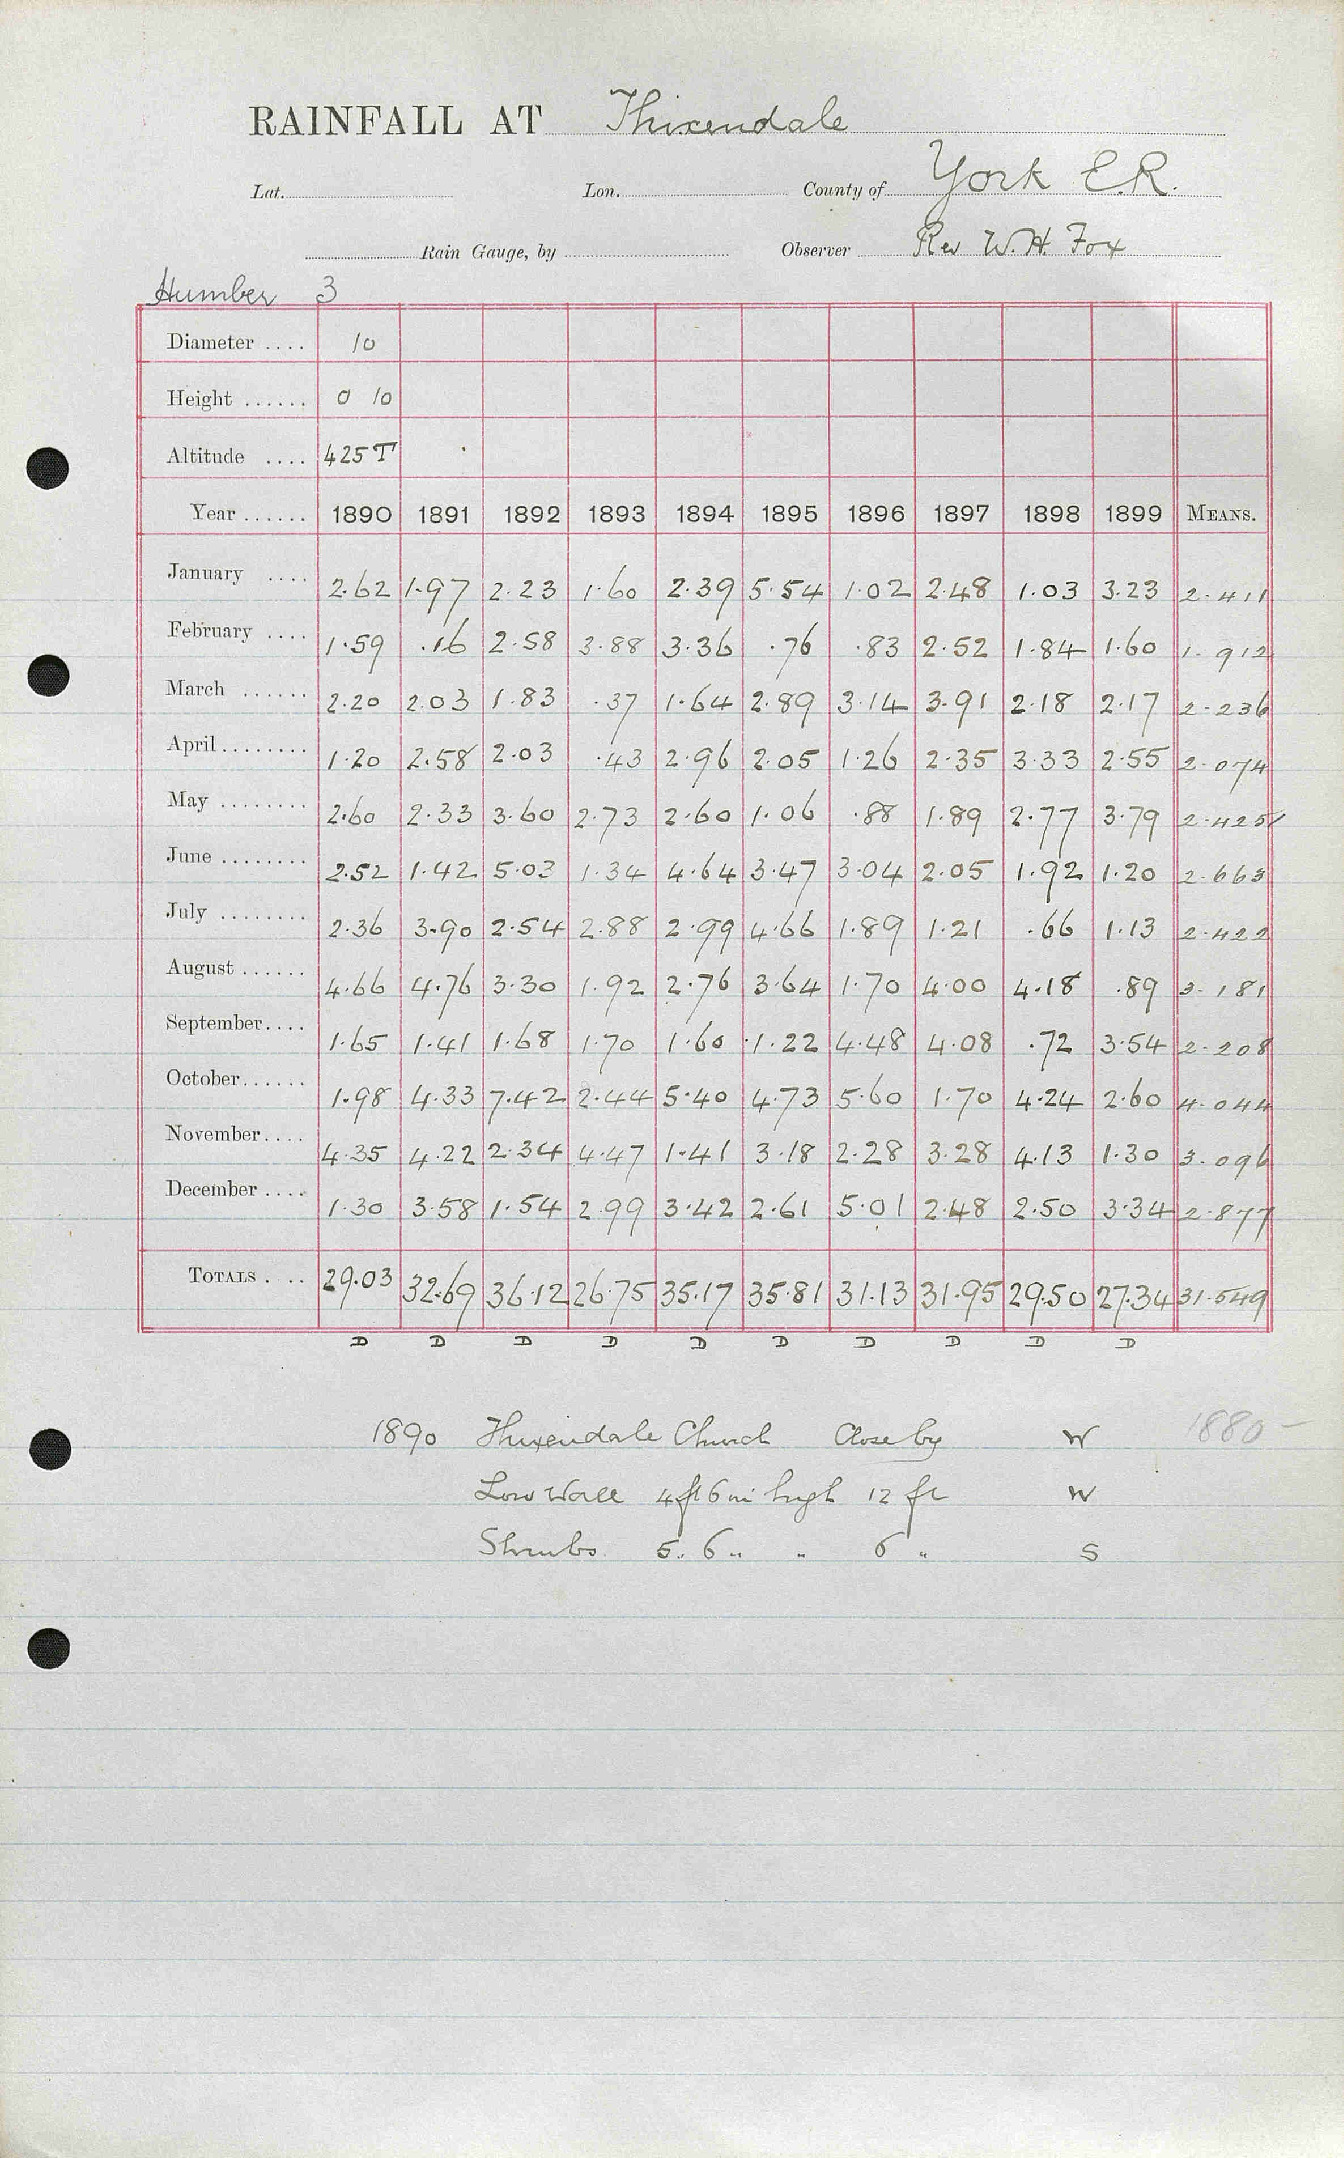 RAINFALL AT Thixendale
Lat. Lon. County of York E.R.
Rain Gauge, by Observer Rev W. H. Fox
Humber 3
Diameter .... 10
Height ...... 0 10
Altitude .... 425 T
Year ...... 1890 1891 1892 1893 1894 1895 1896 1897 1898 1899 MEANS.
January .... 2.62 1.97 2.23 1.60 2.39 5.54 1.02 2.48 1.03 3.23 2.411
February .... 1.59 .16 2.58 3.88 3.36 .76 .83 2.52 1.84 1.60 1.912
March ...... 2.20 2.03 1.83 .37 1.64 2.89 3.14 3.91 2.18 2.17 2.236
April ........ 1.20 2.58 2.03 .43 2.96 2.05 1.26 2.35 3.33 2.55 2.074
May ........ 2.60 2.33 3.60 2.73 2.60 1.06 .88 1.89 2.77 3.79 2.425
June ........ 2.52 1.42 5.03 1.34 4.64 3.47 3.04 2.05 1.92 1.20 2.663
July ........ 2.36 3.90 2.54 2.88 2.99 4.66 1.89 1.21 .66 1.13 2.422
August ...... 4.66 4.76 3.30 1.92 2.76 3.64 1.70 4.00 4.18 .89 3.181
September .... 1.65 1.41 1.68 1.70 1.60 1.22 4.48 4.08 .72 3.54 2.208
October ...... 1.98 4.33 7.42 2.44 5.40 4.73 5.60 1.70 4.24 2.60 4.044
November .... 4.35 4.22 2.34 4.47 1.41 3.18 2.28 3.28 4.13 1.30 3.096
December .... 1.30 3.58 1.54 2.99 3.42 2.61 5.01 2.48 2.50 3.34 2.877
TOTALS . .. 29.03 32.69 36.12 26.75 35.17 35.81 31.13 31.95 29.50 27.34 31.549
D D D D D D D D D D
1890 Thixendale Church Close by W 1880-
Low Wall 4 ft 6 in high 12 ft W
Shrubs 5 .. 6 .. .. 6 .. S